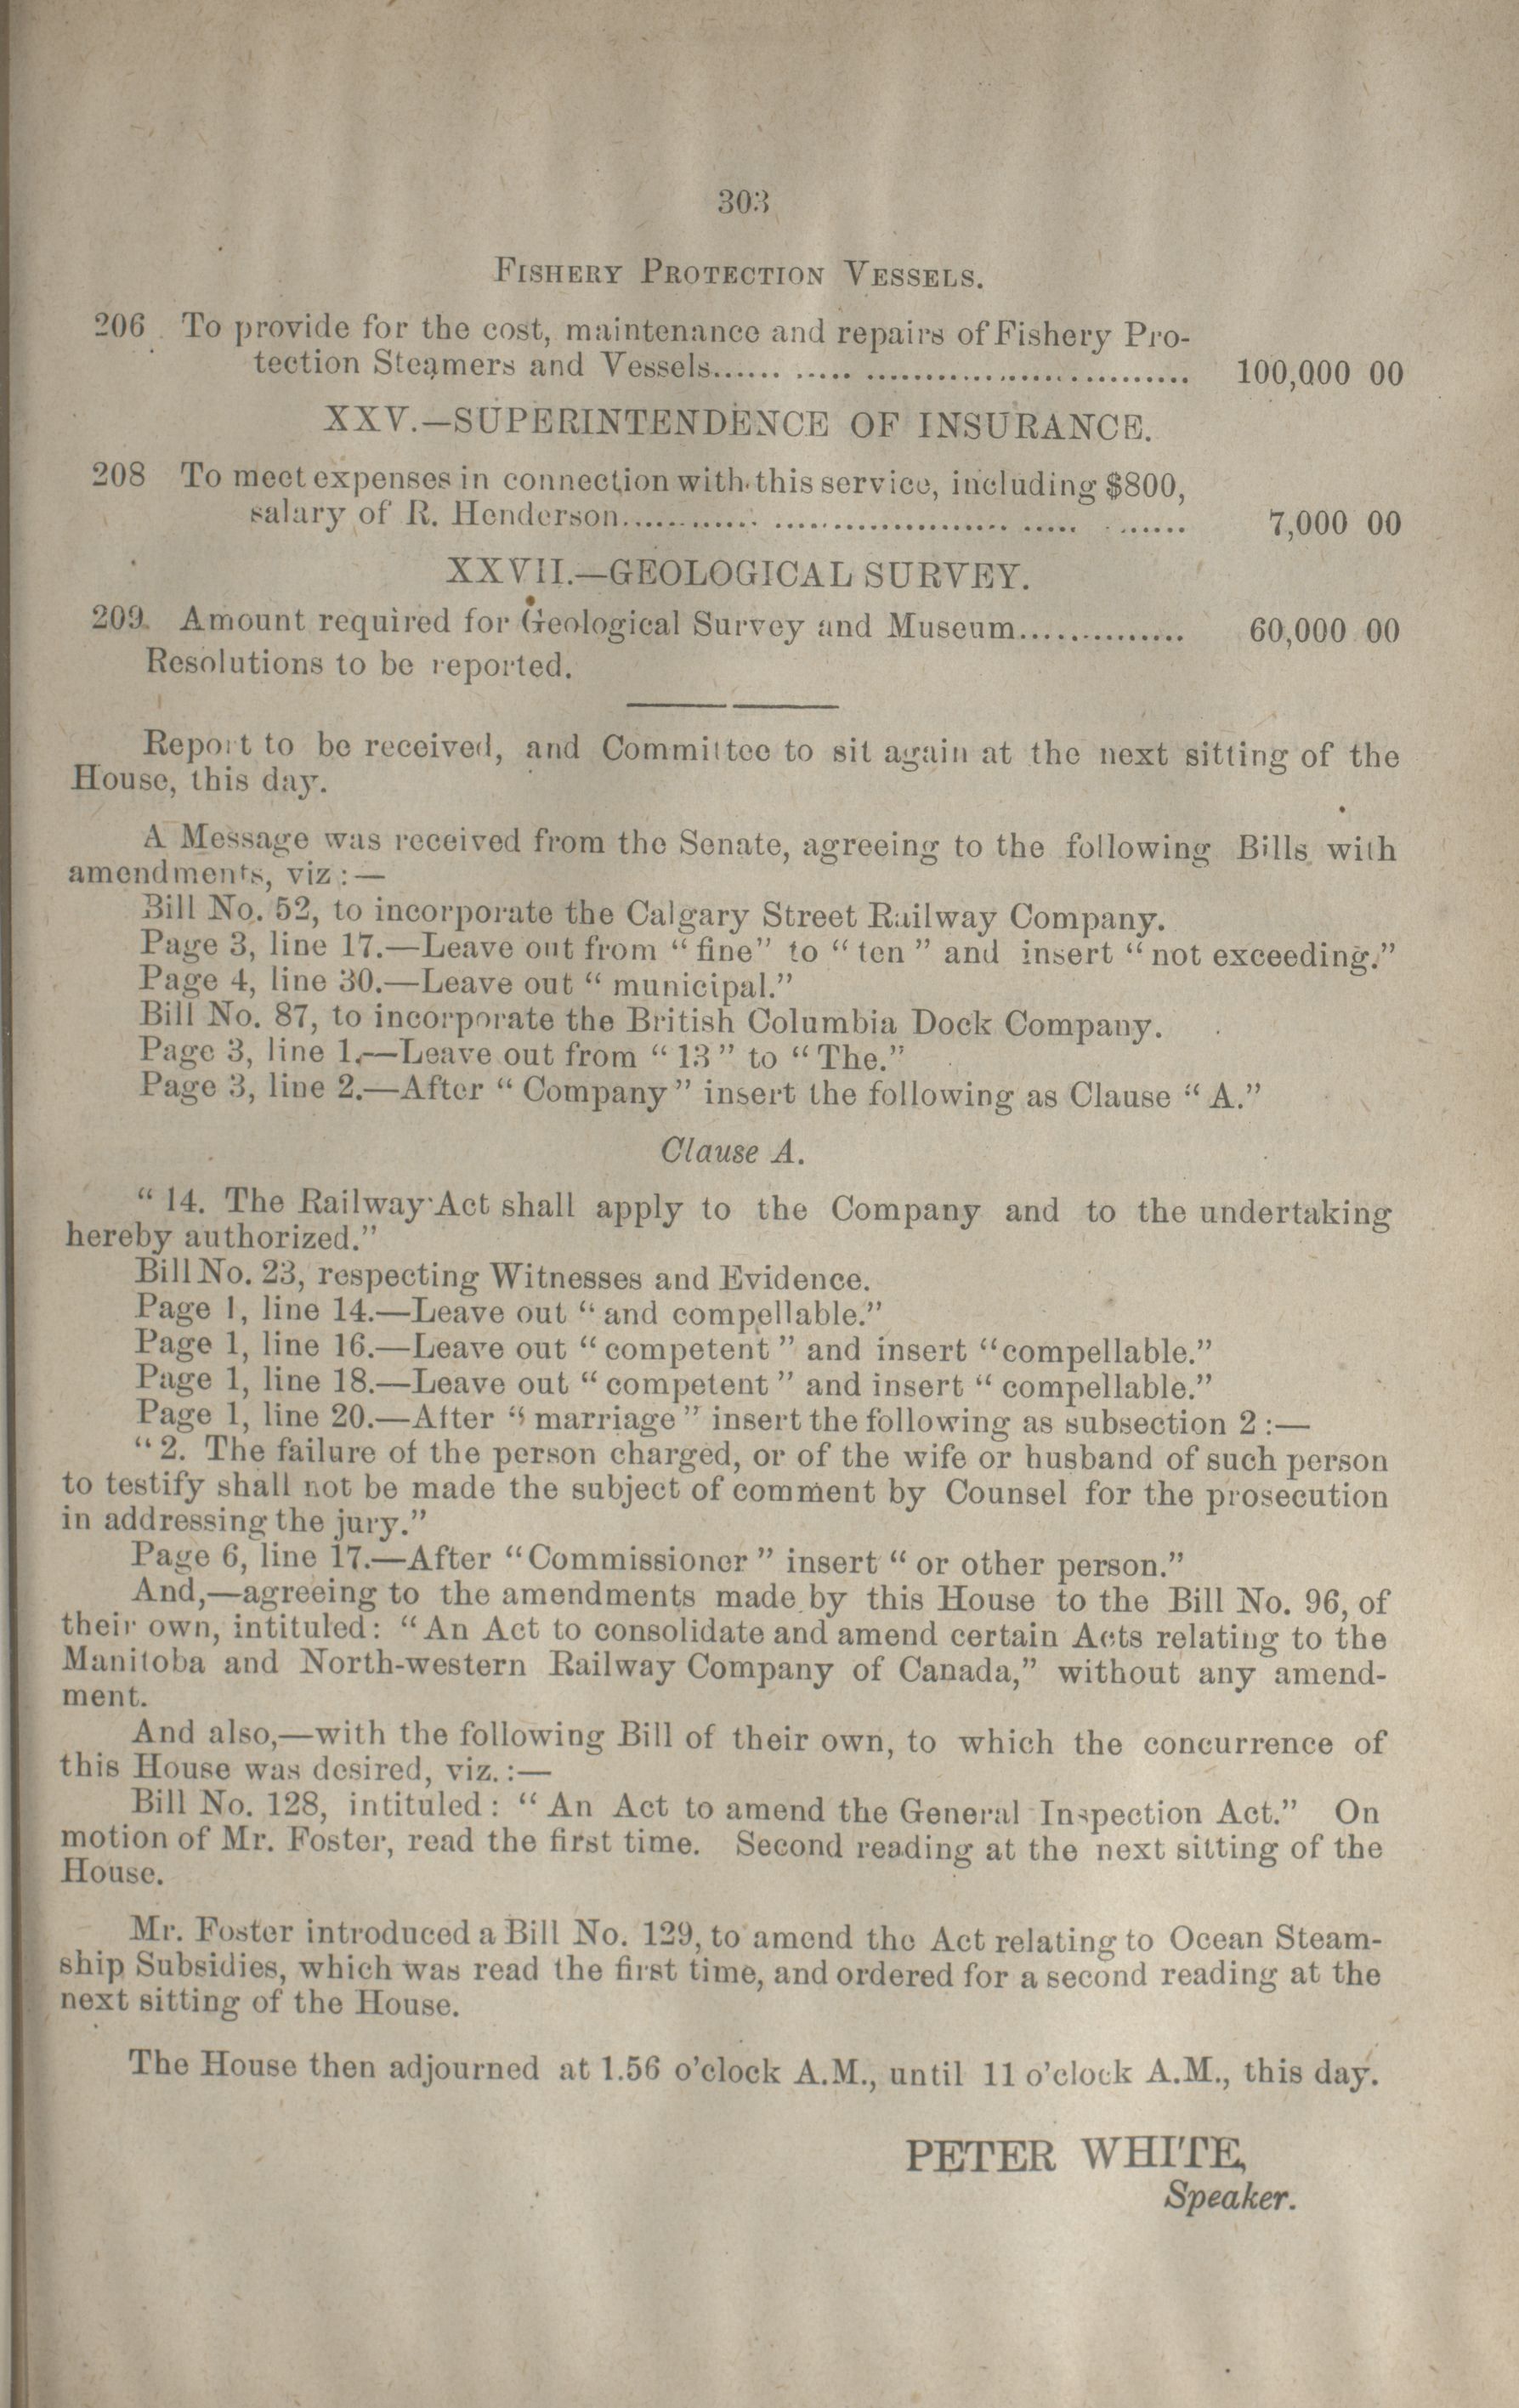 303
FISHERY PROTECTION VESSELS.
206 To provide for the cost, maintenance and repairs of Fishery Pro-
tection Steamers and Vessels...... ..... ................................ 100,000 00
XXV.—SUPERINTENDENCE OF INSURANCE.
208 To meet expenses in connection with this service, including $800,
salary of R. Henderson............. ...................... ..... ....... 7,000 00
XXVII.—GEOLOGICAL SURVEY.
209 Amount required for Geological Survey and Museum............... 60,000 00
Resolutions to be reported.
Report to be received, and Committee to sit again at the next sitting of the
House, this day.
A Message was received from the Senate, agreeing to the following Bills with
amendments, viz :—
Bill No. 52, to incorporate the Calgary Street Railway Company.
Page 3, line 17.—Leave out from “fine” to “ten” and insert “not exceeding.”
Page 4, line 30.—Leave out “municipal.”
Bill No. 87, to incorporate the British Columbia Dock Company.
Page 3, line 1.—Leave out from “13” to “The.”
Page 3, line 2.—After “Company” insert the following as Clause “A.”
Clause A.
“14. The Railway Act shall apply to the Company and to the undertaking
hereby authorized.”
Bill No. 23, respecting Witnesses and Evidence.
Page 1, line 14.—Leave out “and compellable.”
Page 1, line 16.—Leave out “competent” and insert “compellable.”
Page 1, line 18.—Leave out “competent” and insert “compellable.”
Page 1, line 20.—After “marriage” insert the following as subsection 2 :—
“2. The failure of the person charged, or of the wife or husband of such person
to testify shall not be made the subject of comment by Counsel for the prosecution
in addressing the jury.”
Page 6, line 17.—After “Commissioner” insert “or other person.”
And,—agreeing to the amendments made by this House to the Bill No. 96, of
their own, intituled: “An Act to consolidate and amend certain Acts relating to the
Manitoba and North-western Railway Company of Canada,” without any amend-
ment.
And also,—with the following Bill of their own, to which the concurrence of
this House was desired, viz. :—
Bill No. 128, intituled: “An Act to amend the General Inspection Act.” On
motion of Mr. Foster, read the first time. Second reading at the next sitting of the
House.
Mr. Foster introduced a Bill No. 129, to amend the Act relating to Ocean Steam-
ship Subsidies, which was read the first time, and ordered for a second reading at the
next sitting of the House.
The House then adjourned at 1.56 o'clock A.M., until 11 o'clock A.M., this day.
PETER WHITE,
Speaker.